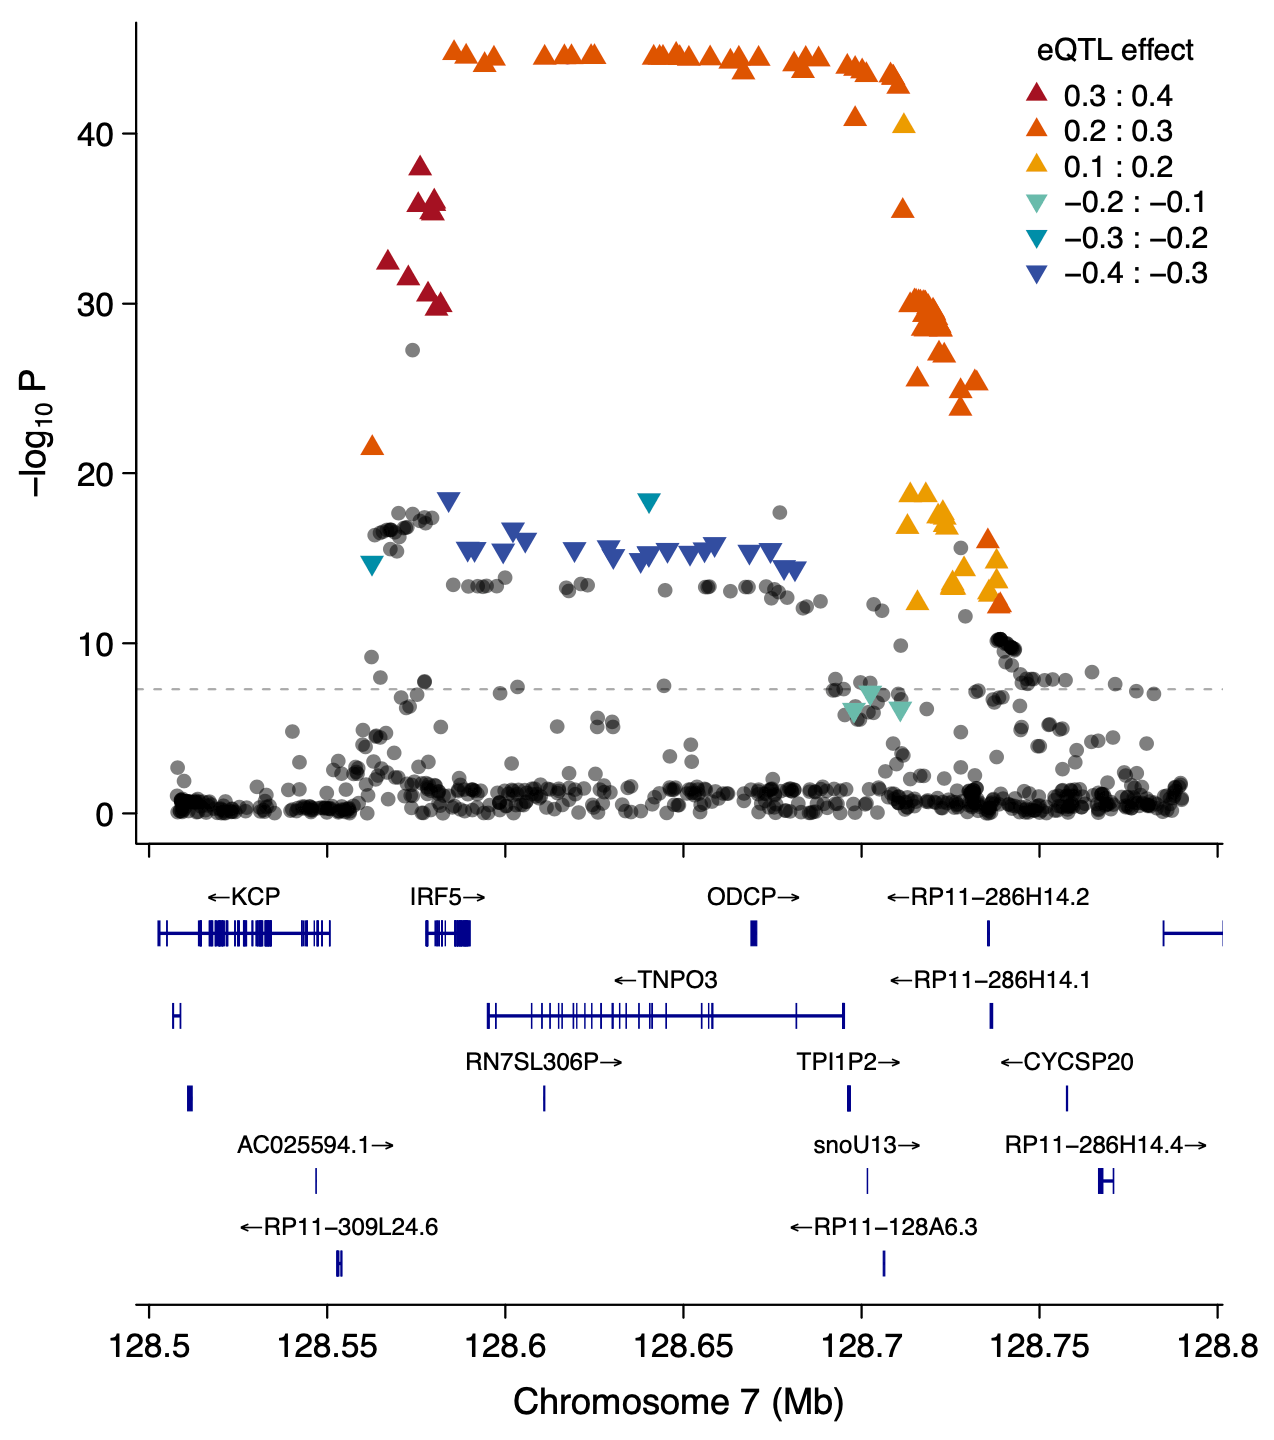 eQTL effect
0.3 : 0.4
0.2 : 0.3
0.1 : 0.2
−0.2 : −0.1
−0.3 : −0.2
−0.4 : −0.3
−log10 P
40
30
20
10
0
←KCP IRF5→ ODCP→ ←RP11−286H14.2
←TNPO3 ←RP11−286H14.1
RN7SL306P→ TPI1P2→ ←CYCSP20
AC025594.1→ snoU13→ RP11−286H14.4→
←RP11−309L24.6 ←RP11−128A6.3
128.5 128.55 128.6 128.65 128.7 128.75 128.8
Chromosome 7 (Mb)